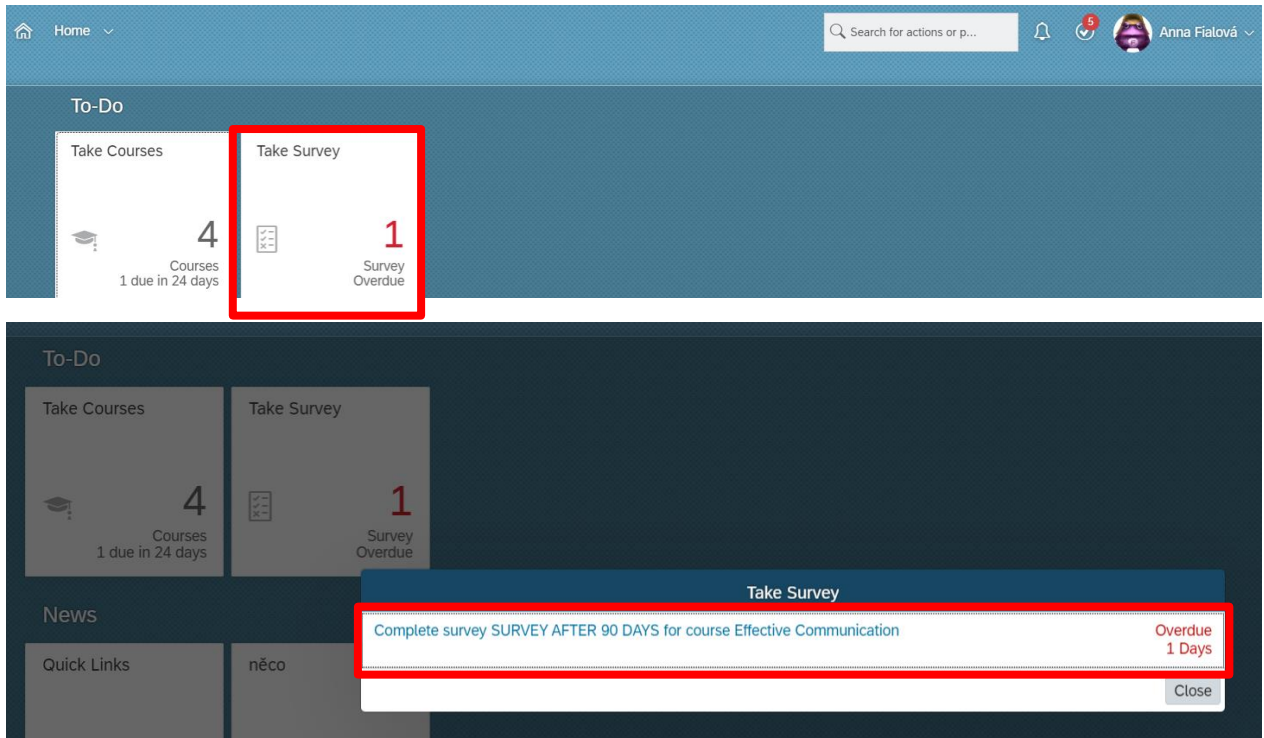 Home
Search for actions or p...
5
Anna Fialová
To-Do
Take Courses
Take Survey
4
1
Courses
Survey
1 due in 24 days
Overdue
To-Do
Take Courses
Take Survey
4
1
Courses
Survey
1 due in 24 days
Overdue
Take Survey
News
Complete survey SURVEY AFTER 90 DAYS for course Effective Communication
Overdue
1 Days
Quick Links
něco
Close